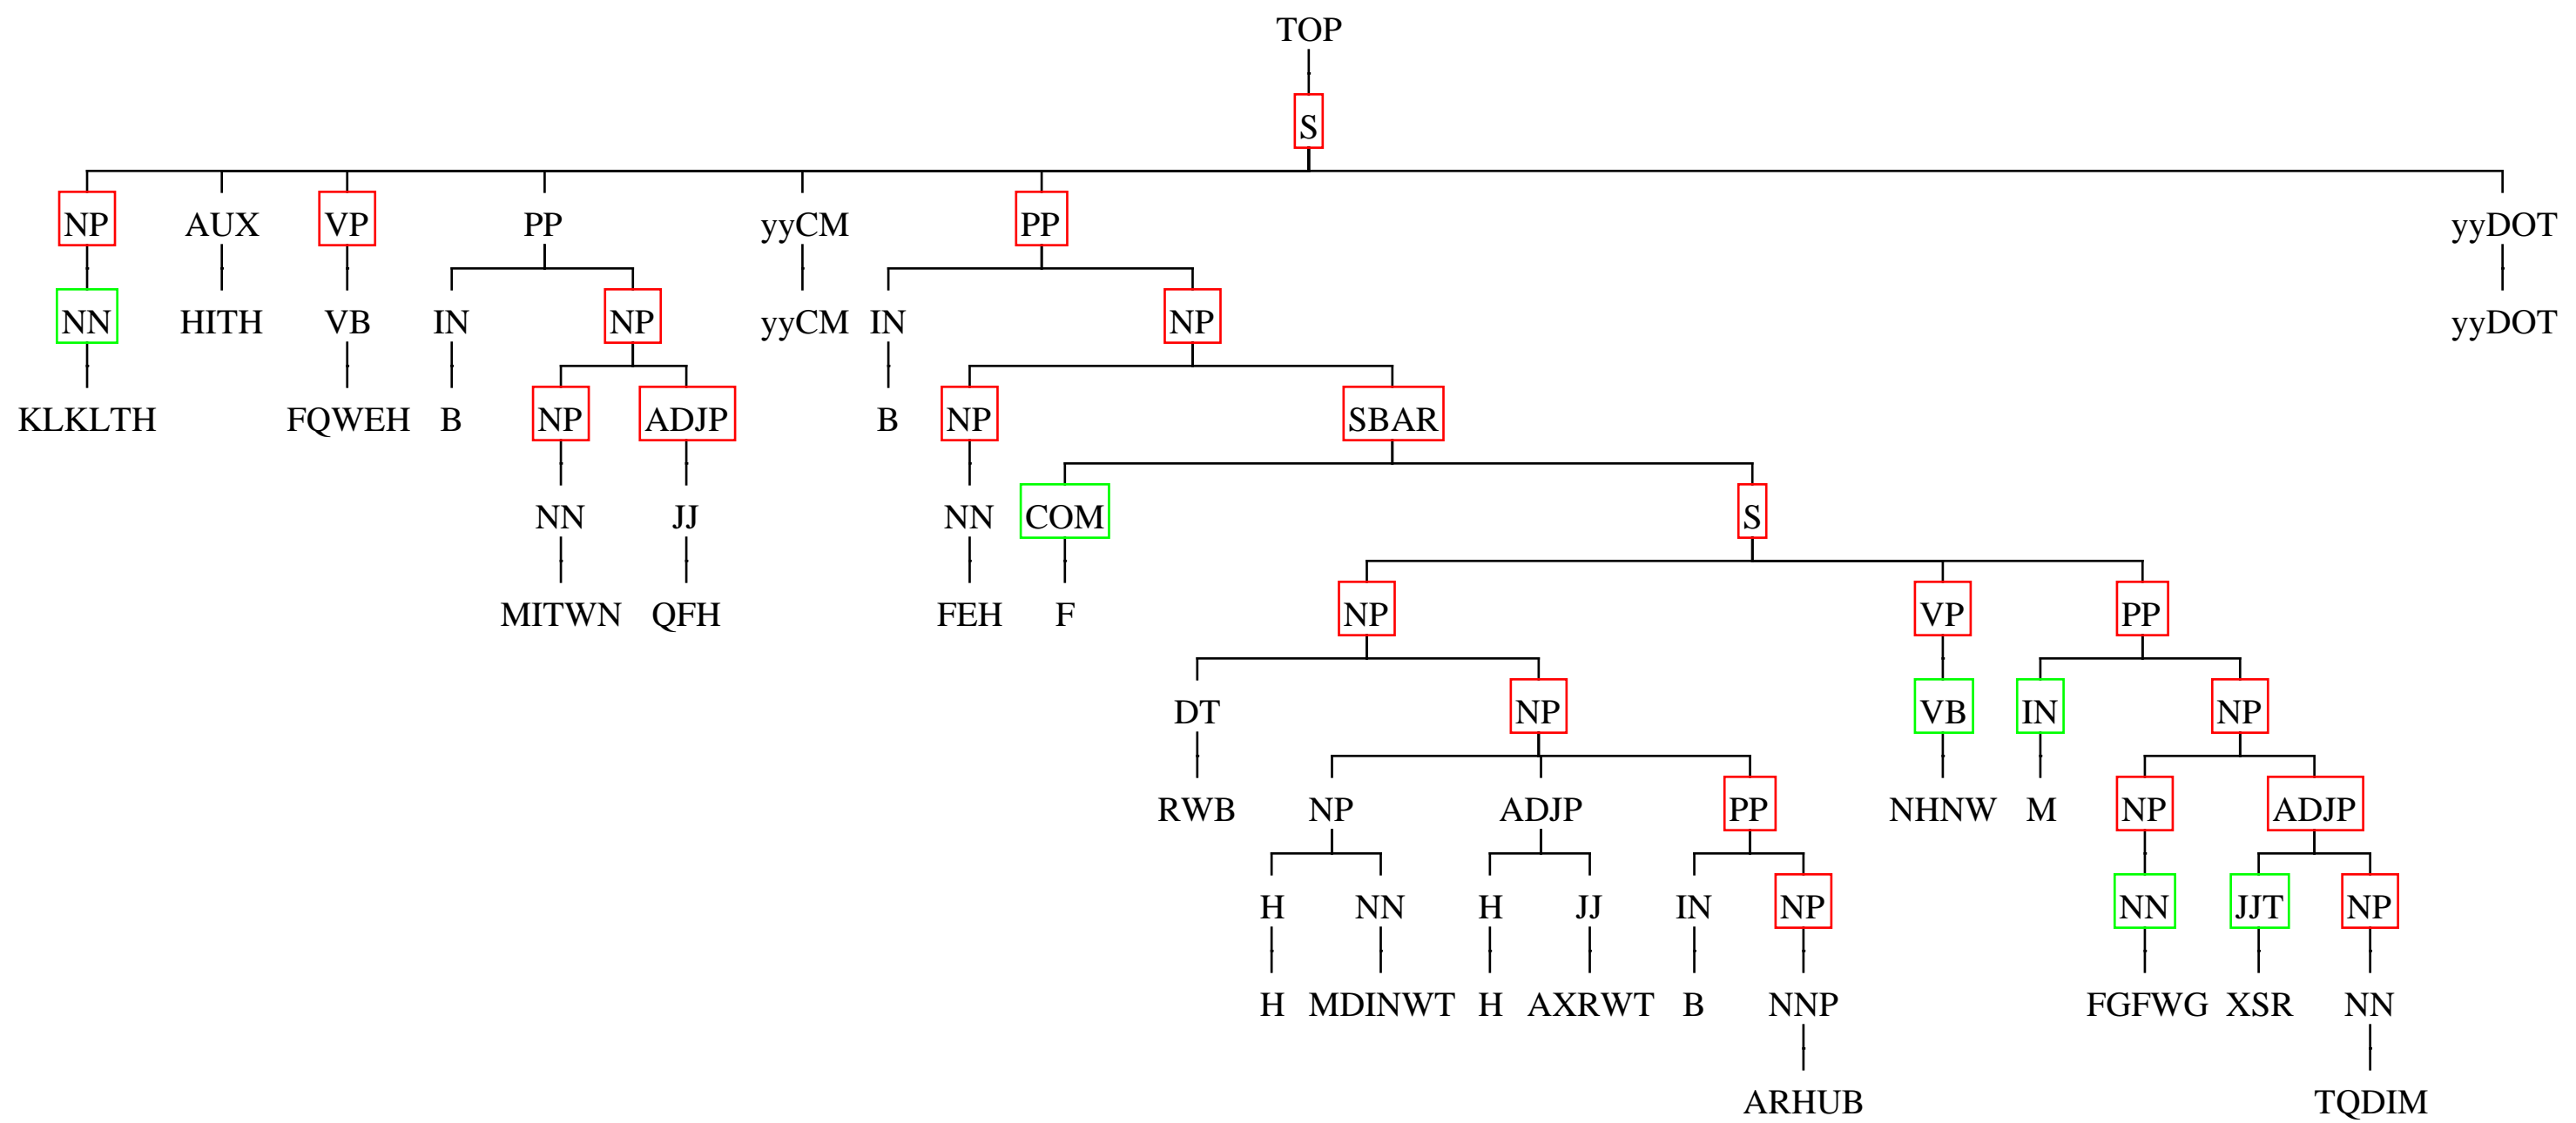 TOP
S
NP AUX VP PP yyCM PP yyDOT
NN HITH VB IN NP yyCM IN NP yyDOT
KLKLTH FQWEH B NP ADJP B NP SBAR
NN JJ NN COM S
MITWN QFH FEH F NP VP PP
DT NP VB IN NP
RWB NP ADJP PP NHNW M NP ADJP
H NN H JJ IN NP NN JJT NP
H MDINWT H AXRWT B NNP FGFWG XSR NN
ARHUB TQDIM